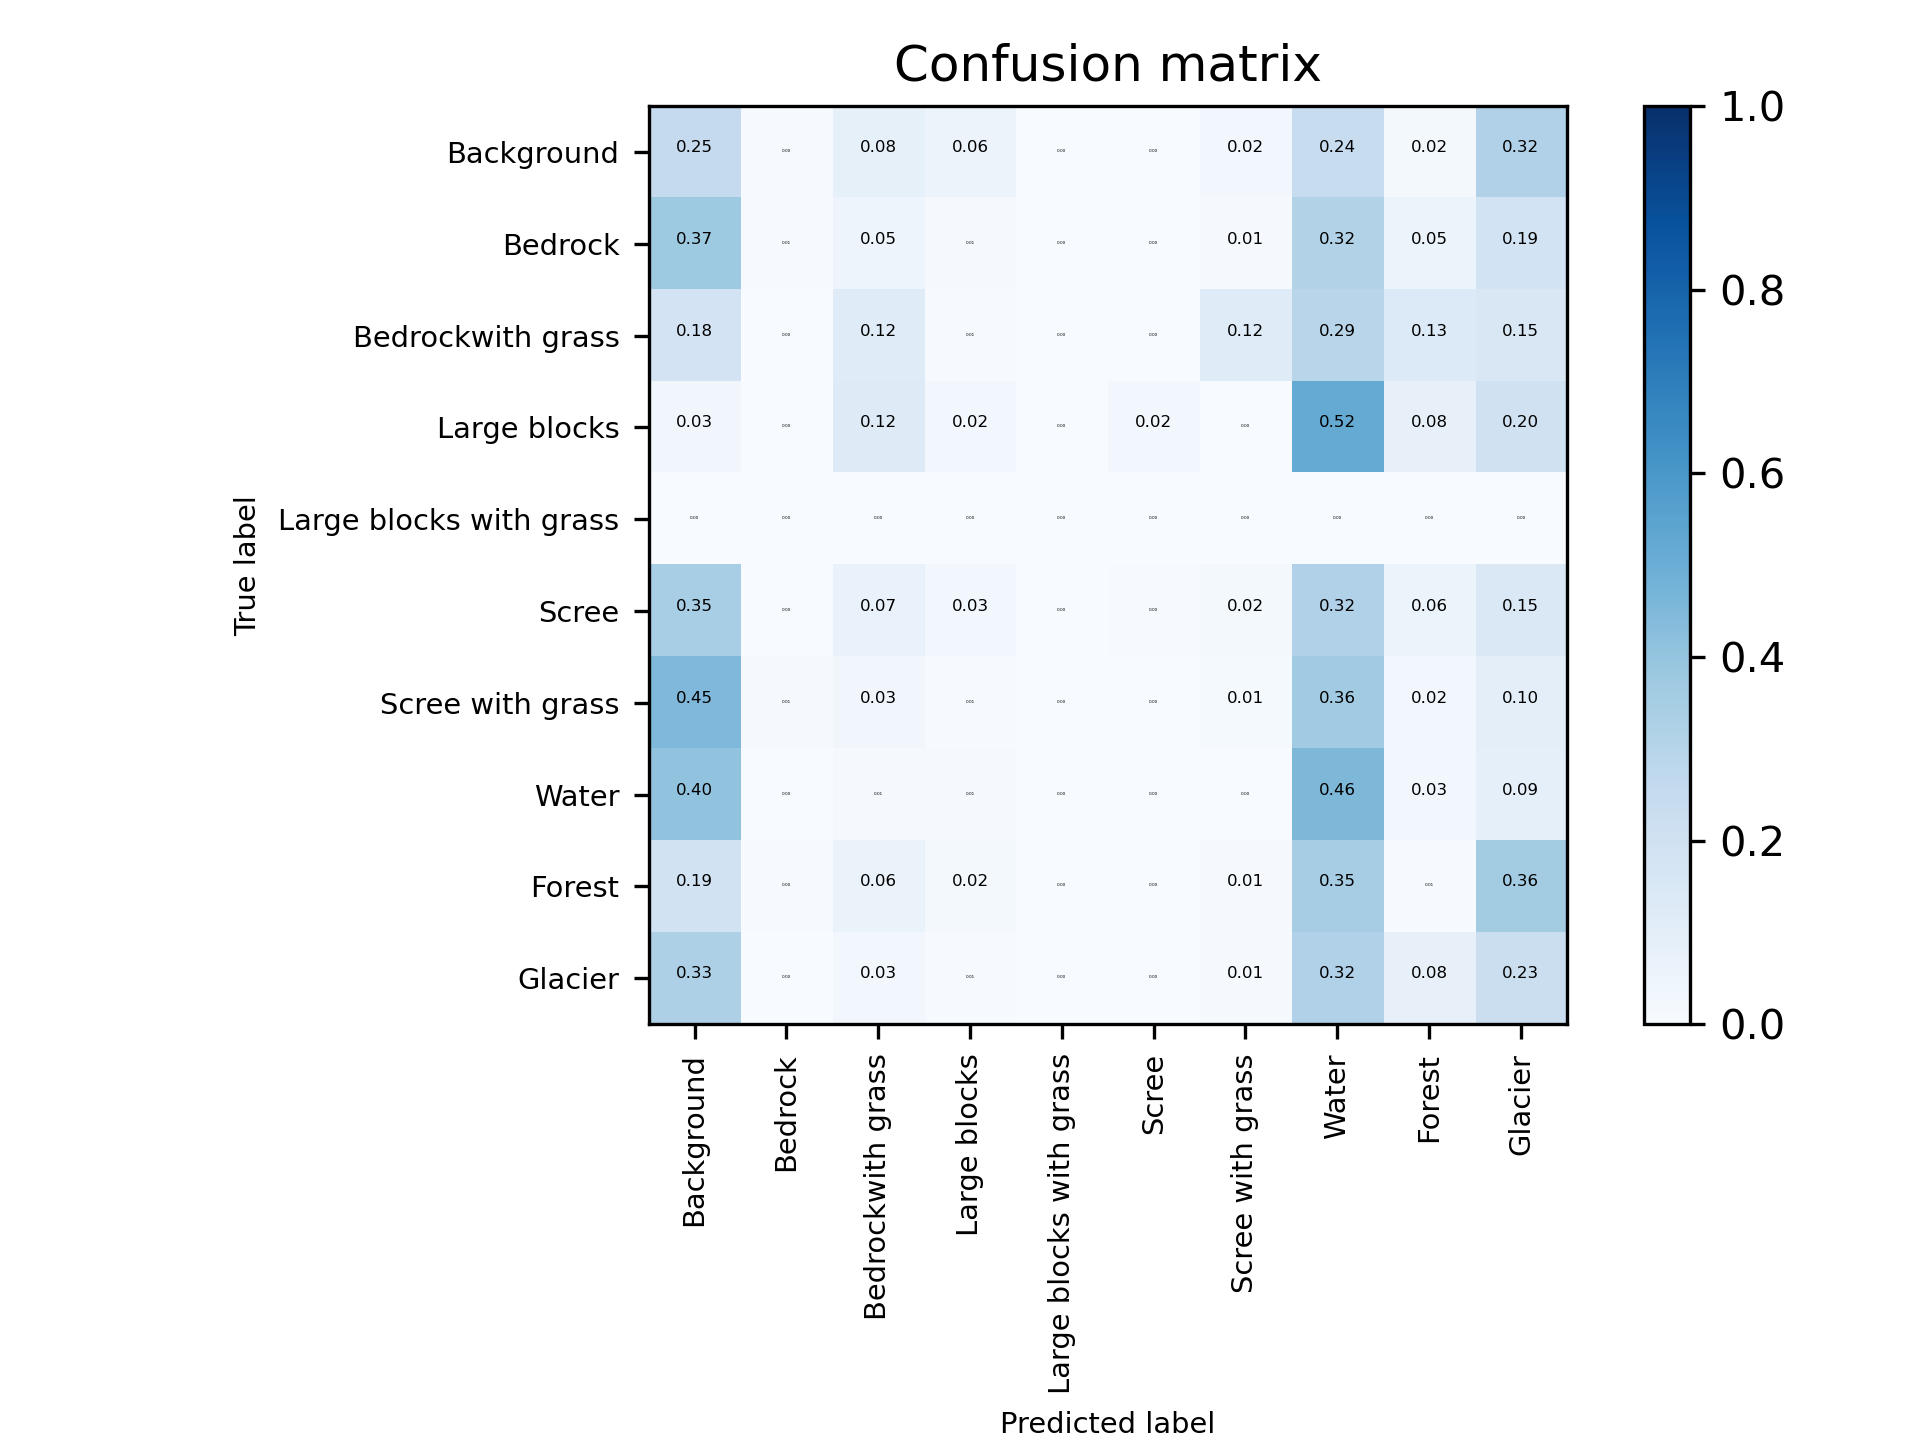 Confusion matrix
Background 0.25 0.08 0.06 0.02 0.24 0.02 0.32
Bedrock 0.37 0.05 0.01 0.32 0.05 0.19
Bedrockwith grass 0.18 0.12 0.12 0.29 0.13 0.15
Large blocks 0.03 0.12 0.02 0.02 0.52 0.08 0.20
Large blocks with grass
Scree 0.35 0.07 0.03 0.02 0.32 0.06 0.15
Scree with grass 0.45 0.03 0.01 0.36 0.02 0.10
Water 0.40 0.46 0.03 0.09
Forest 0.19 0.06 0.02 0.01 0.35 0.36
Glacier 0.33 0.03 0.01 0.32 0.08 0.23
True label
Background
Bedrock
Bedrockwith grass
Large blocks
Large blocks with grass
Scree
Scree with grass
Water
Forest
Glacier
Predicted label
1.0
0.8
0.6
0.4
0.2
0.0